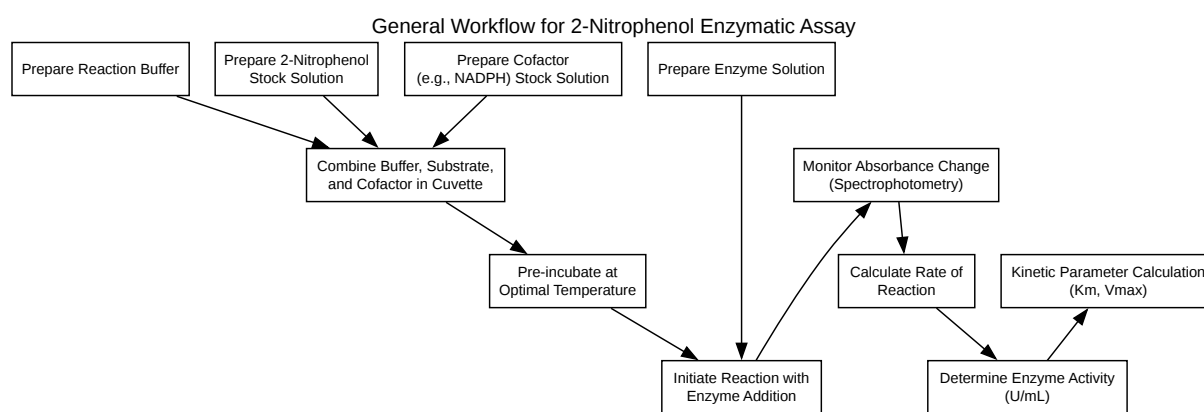 General Workflow for 2-Nitrophenol Enzymatic Assay
Prepare Reaction Buffer
Prepare 2-Nitrophenol
Stock Solution
Prepare Cofactor
(e.g., NADPH) Stock Solution
Prepare Enzyme Solution
Combine Buffer, Substrate,
and Cofactor in Cuvette
Pre-incubate at
Optimal Temperature
Initiate Reaction with
Enzyme Addition
Monitor Absorbance Change
(Spectrophotometry)
Calculate Rate of
Reaction
Determine Enzyme Activity
(U/mL)
Kinetic Parameter Calculation
(Km, Vmax)